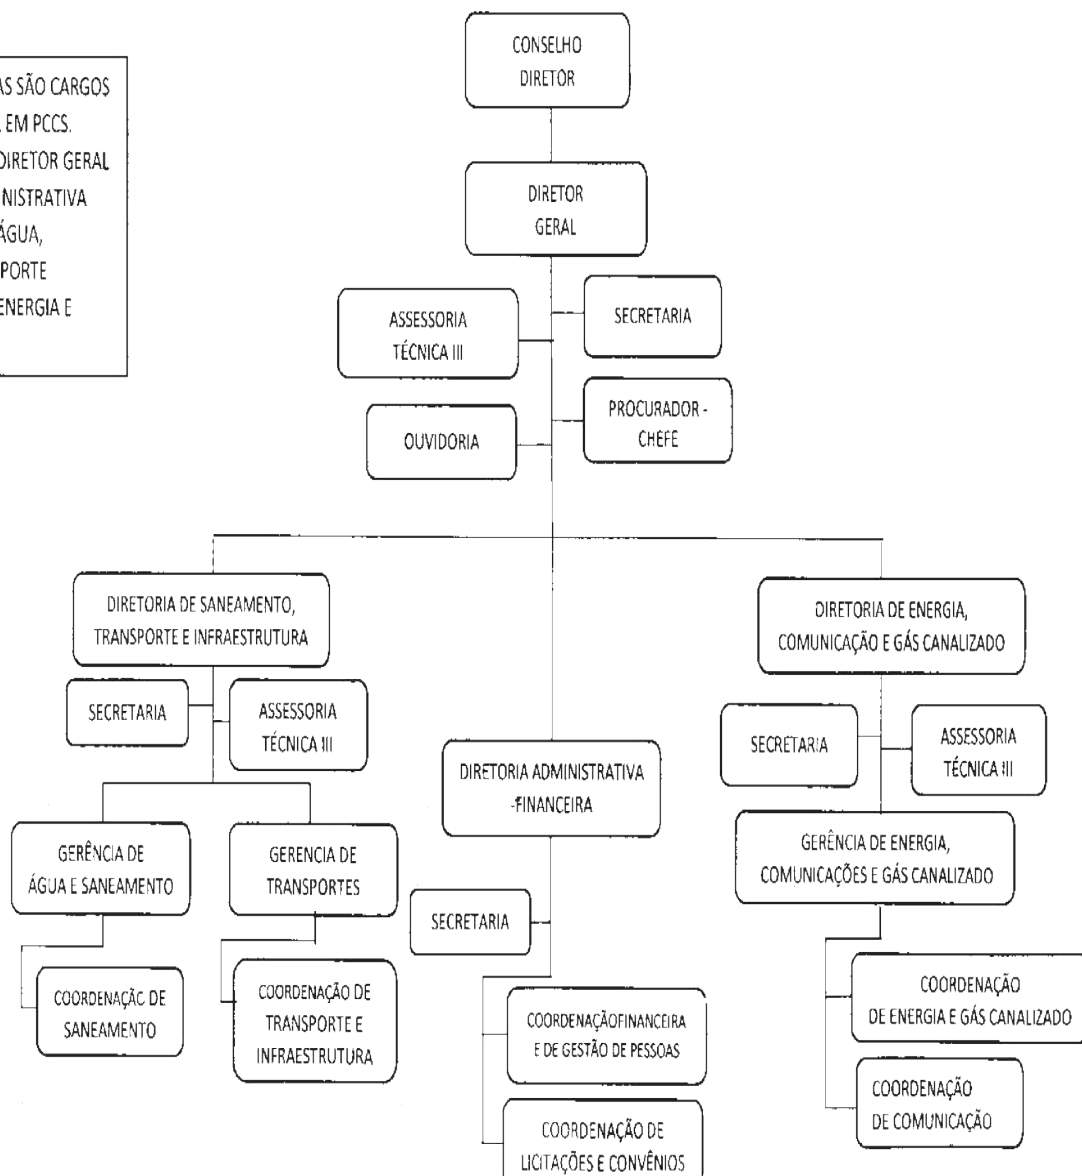 CONSELHO
DIRETOR
AS SÃO CARGOS
EM PCCS.
DIRETOR GERAL
NISTRATIVA
ÁGUA,
PORTE
ENERGIA E
DIRETOR
GERAL
ASSESSORIA
TÉCNICA III
SECRETARIA
OUVIDORIA
PROCURADOR -
CHEFE
DIRETORIA DE SANEAMENTO,
TRANSPORTE E INFRAESTRUTURA
DIRETORIA DE ENERGIA,
COMUNICAÇÃO E GÁS CANALIZADO
SECRETARIA
ASSESSORIA
TÉCNICA III
SECRETARIA
ASSESSORIA
TÉCNICA III
DIRETORIA ADMINISTRATIVA
-FINANCEIRA
GERÊNCIA DE
ÁGUA E SANEAMENTO
GERENCIA DE
TRANSPORTES
GERÊNCIA DE ENERGIA,
COMUNICAÇÕES E GÁS CANALIZADO
SECRETARIA
COORDENAÇÃO DE
SANEAMENTO
COORDENAÇÃO DE
TRANSPORTE E
INFRAESTRUTURA
COORDENAÇÃOFINANCEIRA
E DE GESTÃO DE PESSOAS
COORDENAÇÃO
DE ENERGIA E GÁS CANALIZADO
COORDENAÇÃO
DE COMUNICAÇÃO
COORDENAÇÃO DE
LICITAÇÕES E CONVÊNIOS